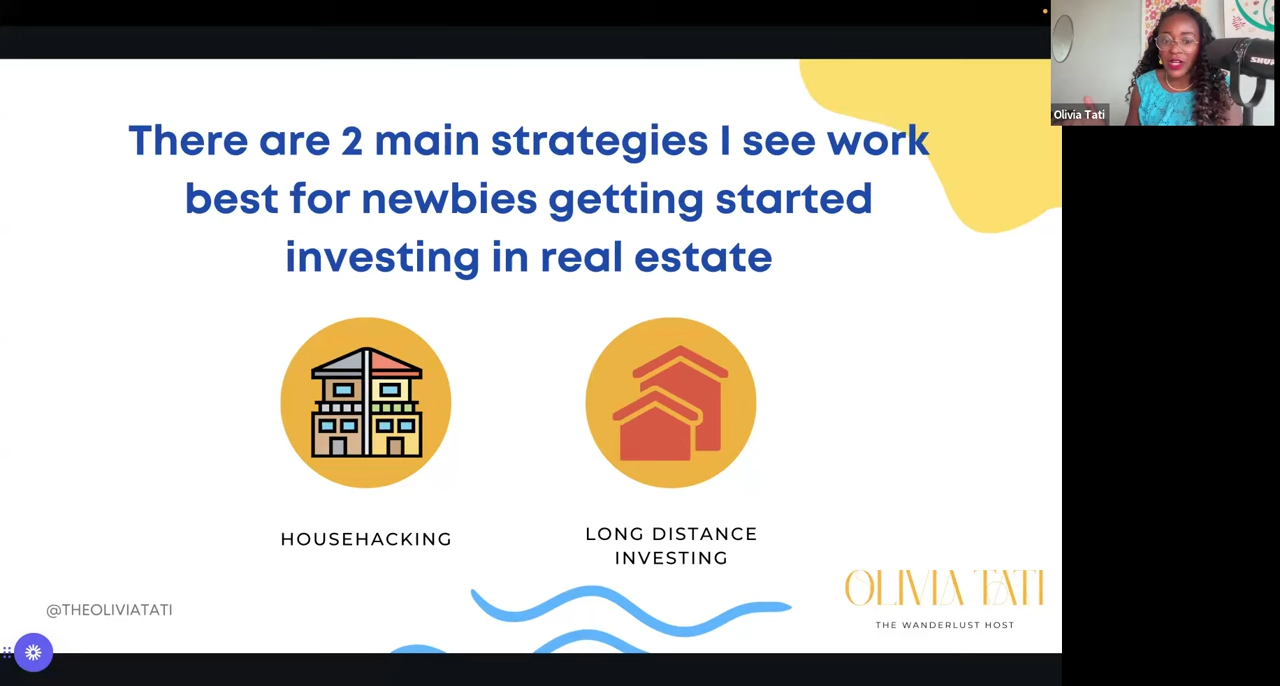 There are 2 main strategies I see work
best for newbies getting started
investing in real estate
HOUSEHACKING
LONG DISTANCE
INVESTING
@THEOLIVIATATI
OLIVIA TATI
THE WANDERLUST HOST
Olivia Tati
SHURE